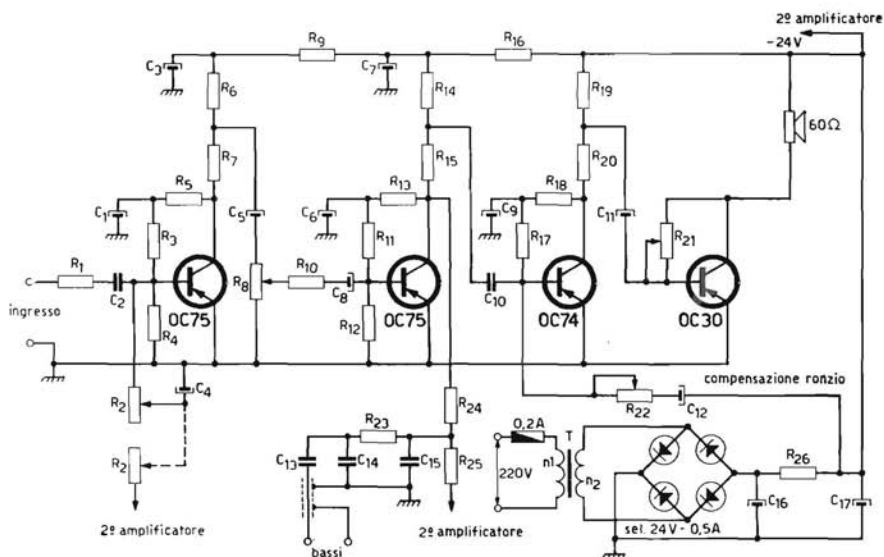 2º amplificatore
-24V
R9
R16
C3
C7
R6
R14
R19
60Ω
R7
R15
R20
R5
R13
R18
C1
C5
C6
C9
C11
R3
R11
R17
R21
R1
C2
R8
R10
C8
C10
ingresso
R4
OC75
R12
OC75
OC74
OC30
C4
compensazione ronzio
R2
R24
R22
C12
R23
0,2A
T
R2
C13
C14
C15
R25
220V
n1
n2
R26
C16
C17
2º amplificatore
2º amplificatore
sel. 24V - 0,5A
bassi